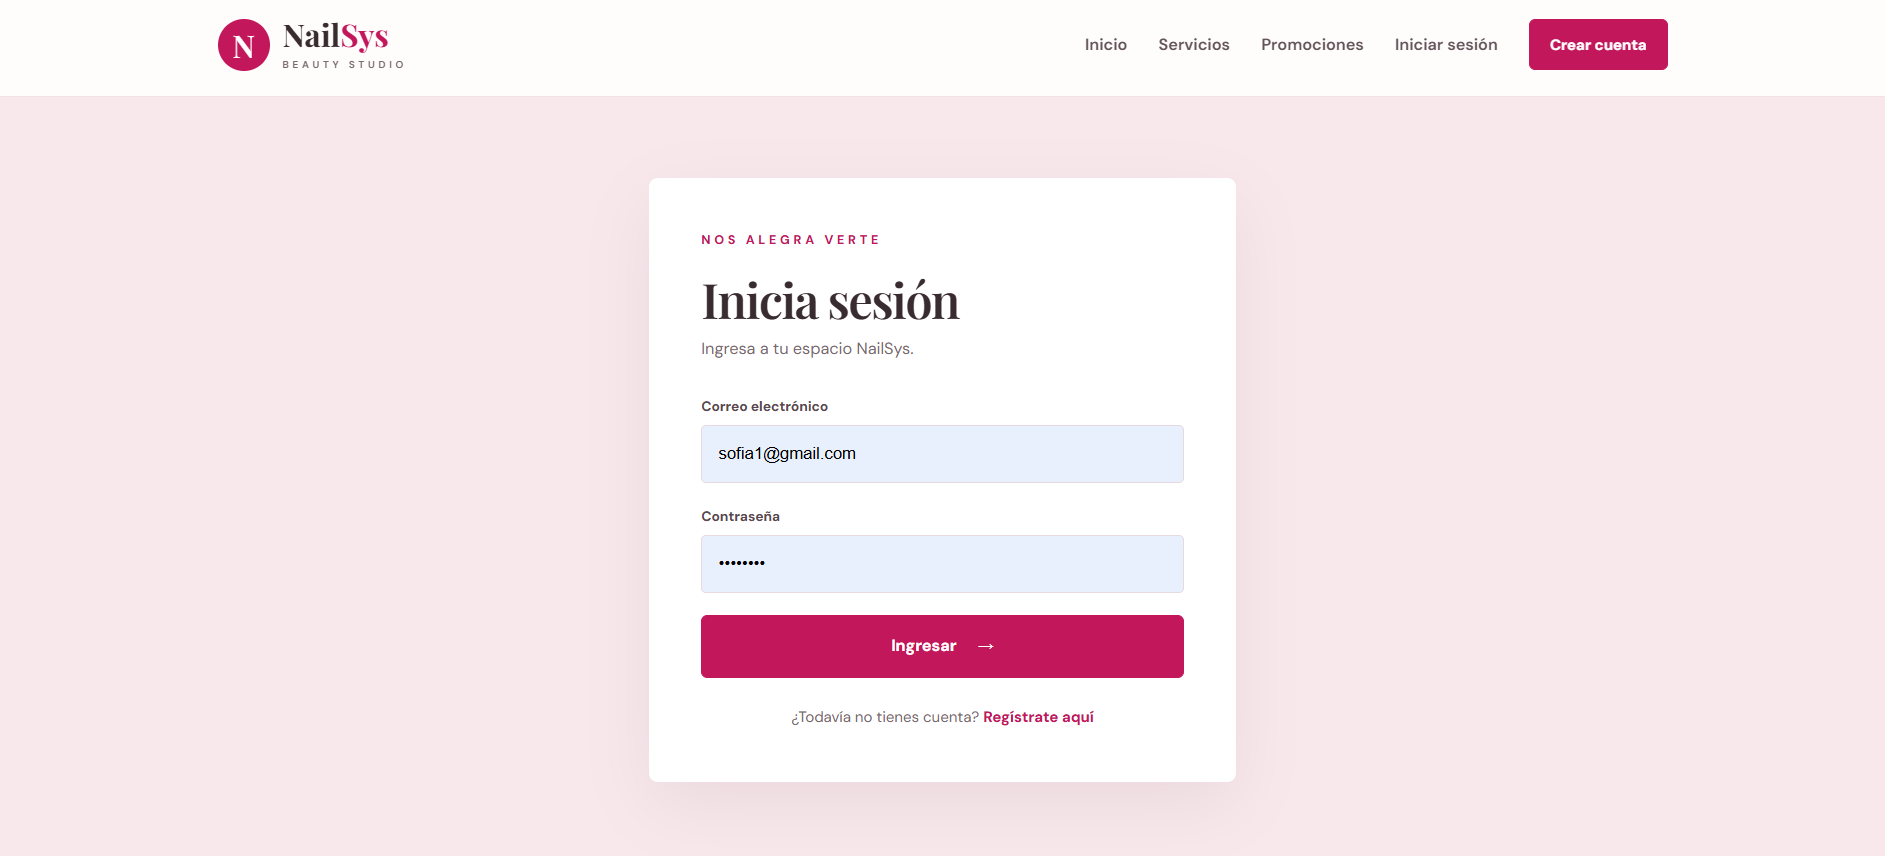 N
NailSys
BEAUTY STUDIO
Inicio
Servicios
Promociones
Iniciar sesión
Crear cuenta
NOS ALEGRA VERTE
Inicia sesión
Ingresa a tu espacio NailSys.
Correo electrónico
sofia1@gmail.com
Contraseña
••••••••
Ingresar →
¿Todavía no tienes cuenta? Regístrate aquí